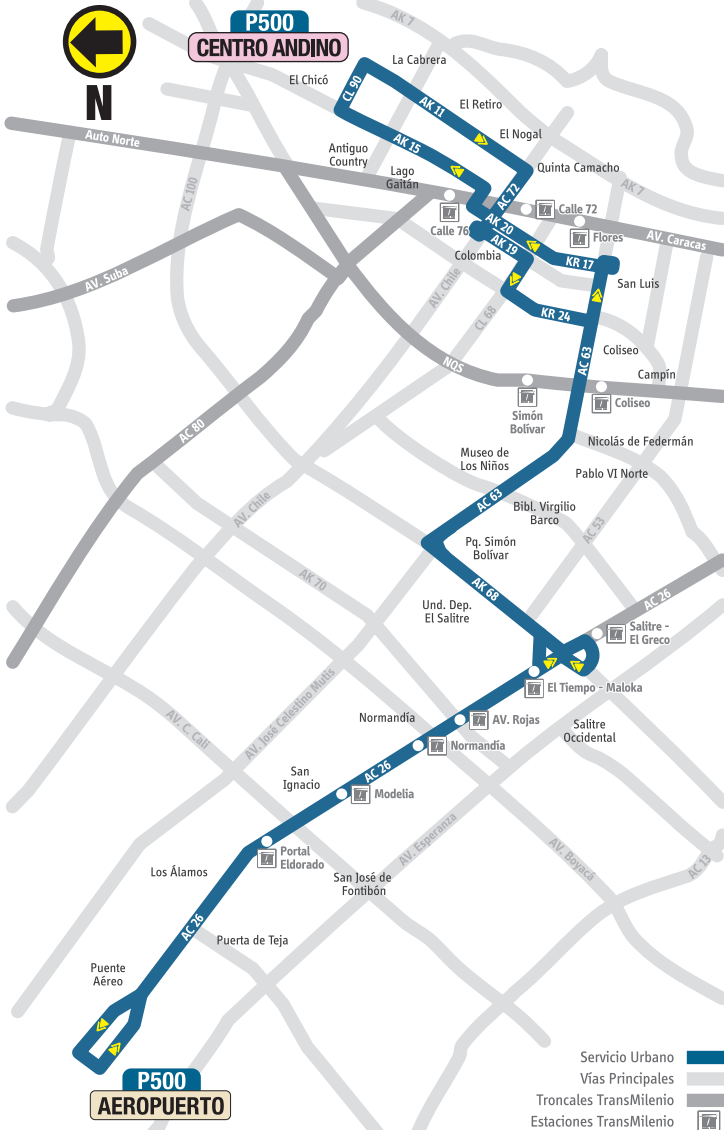 P500
CENTRO ANDINO
N
AK 7
La Cabrera
El Chicó
CL 90
AK 11
El Retiro
El Nogal
Auto Norte
AK 15
Antiguo
Country
Quinta Camacho
Lago
Gaitán
AC 72
AK 7
AC 100
Calle 72
Calle 76
AK 20
Flores
AV. Caracas
AK 19
Colombia
KR 17
AV. Suba
AV. Chile
San Luis
CL 68
KR 24
Coliseo
AC 63
NQS
Campín
Simón
Bolívar
Coliseo
AC 80
Nicolás de Federmán
Museo de
Los Niños
Pablo VI Norte
AC 63
AV. Chile
Bibl. Virgilio
Barco
AC 53
Pq. Simón
Bolívar
AK 70
AK 68
AC 26
Und. Dep.
El Salitre
Salitre -
El Greco
El Tiempo - Maloka
AV. José Celestino Mutis
AV. C. Cali
Normandía
AV. Rojas
Salitre
Occidental
Normandía
San
Ignacio
AC 26
Modelia
AV. Esperanza
Portal
Eldorado
AV. Boyacá
AC 13
Los Álamos
San José de
Fontibón
AC 26
Puerta de Teja
Puente
Aéreo
P500
AEROPUERTO
Servicio Urbano
Vías Principales
Troncales TransMilenio
Estaciones TransMilenio